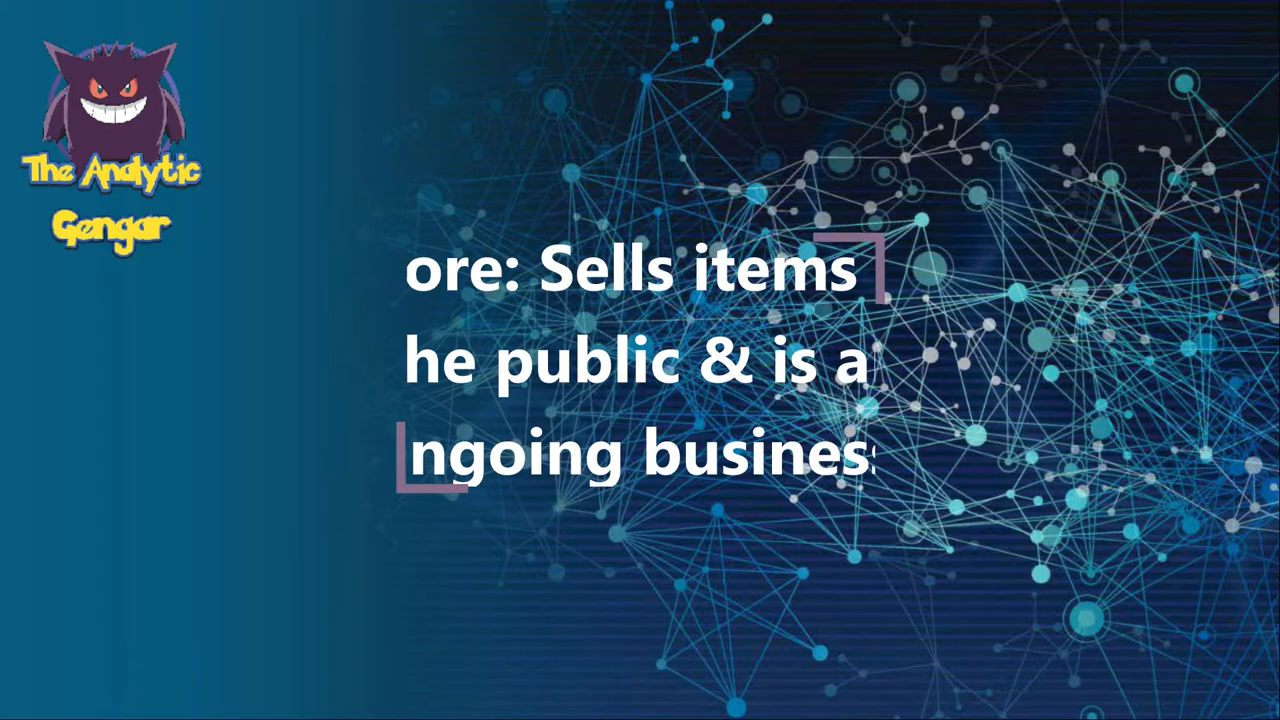 The Analytic
Gengar
ore: Sells items
he public & is a
ngoing busines